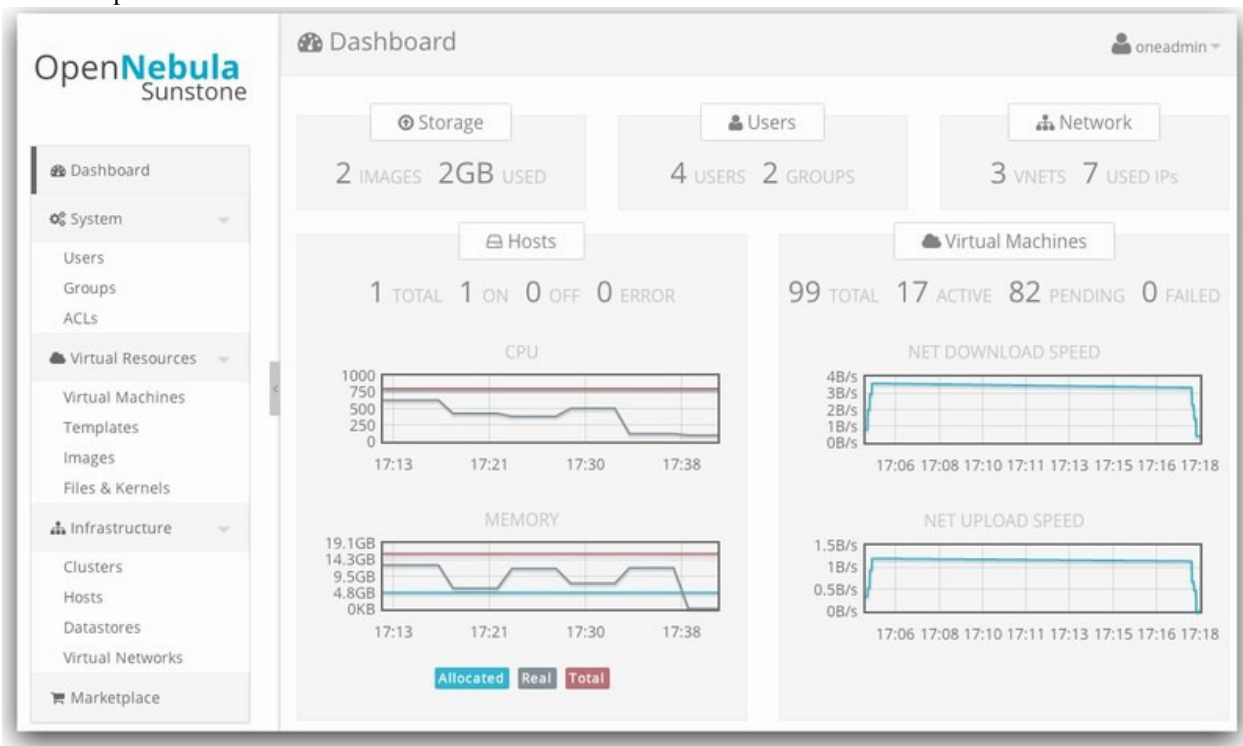 OpenNebula
Sunstone
Dashboard
System
Users
Groups
ACLs
Virtual Resources
Virtual Machines
Templates
Images
Files & Kernels
Infrastructure
Clusters
Hosts
Datastores
Virtual Networks
Marketplace
Dashboard
oneadmin
Storage
2 IMAGES 2GB USED
Users
4 USERS 2 GROUPS
Network
3 VNETS 7 USED IPs
Hosts
1 TOTAL 1 ON 0 OFF 0 ERROR
CPU
1000
750
500
250
0
17:13 17:21 17:30 17:38
MEMORY
19.1GB
14.3GB
9.5GB
4.8GB
0KB
17:13 17:21 17:30 17:38
Allocated Real Total
Virtual Machines
99 TOTAL 17 ACTIVE 82 PENDING 0 FAILED
NET DOWNLOAD SPEED
4B/s
3B/s
2B/s
1B/s
0B/s
17:06 17:08 17:10 17:11 17:13 17:15 17:16 17:18
NET UPLOAD SPEED
1.5B/s
1B/s
0.5B/s
0B/s
17:06 17:08 17:10 17:11 17:13 17:15 17:16 17:18